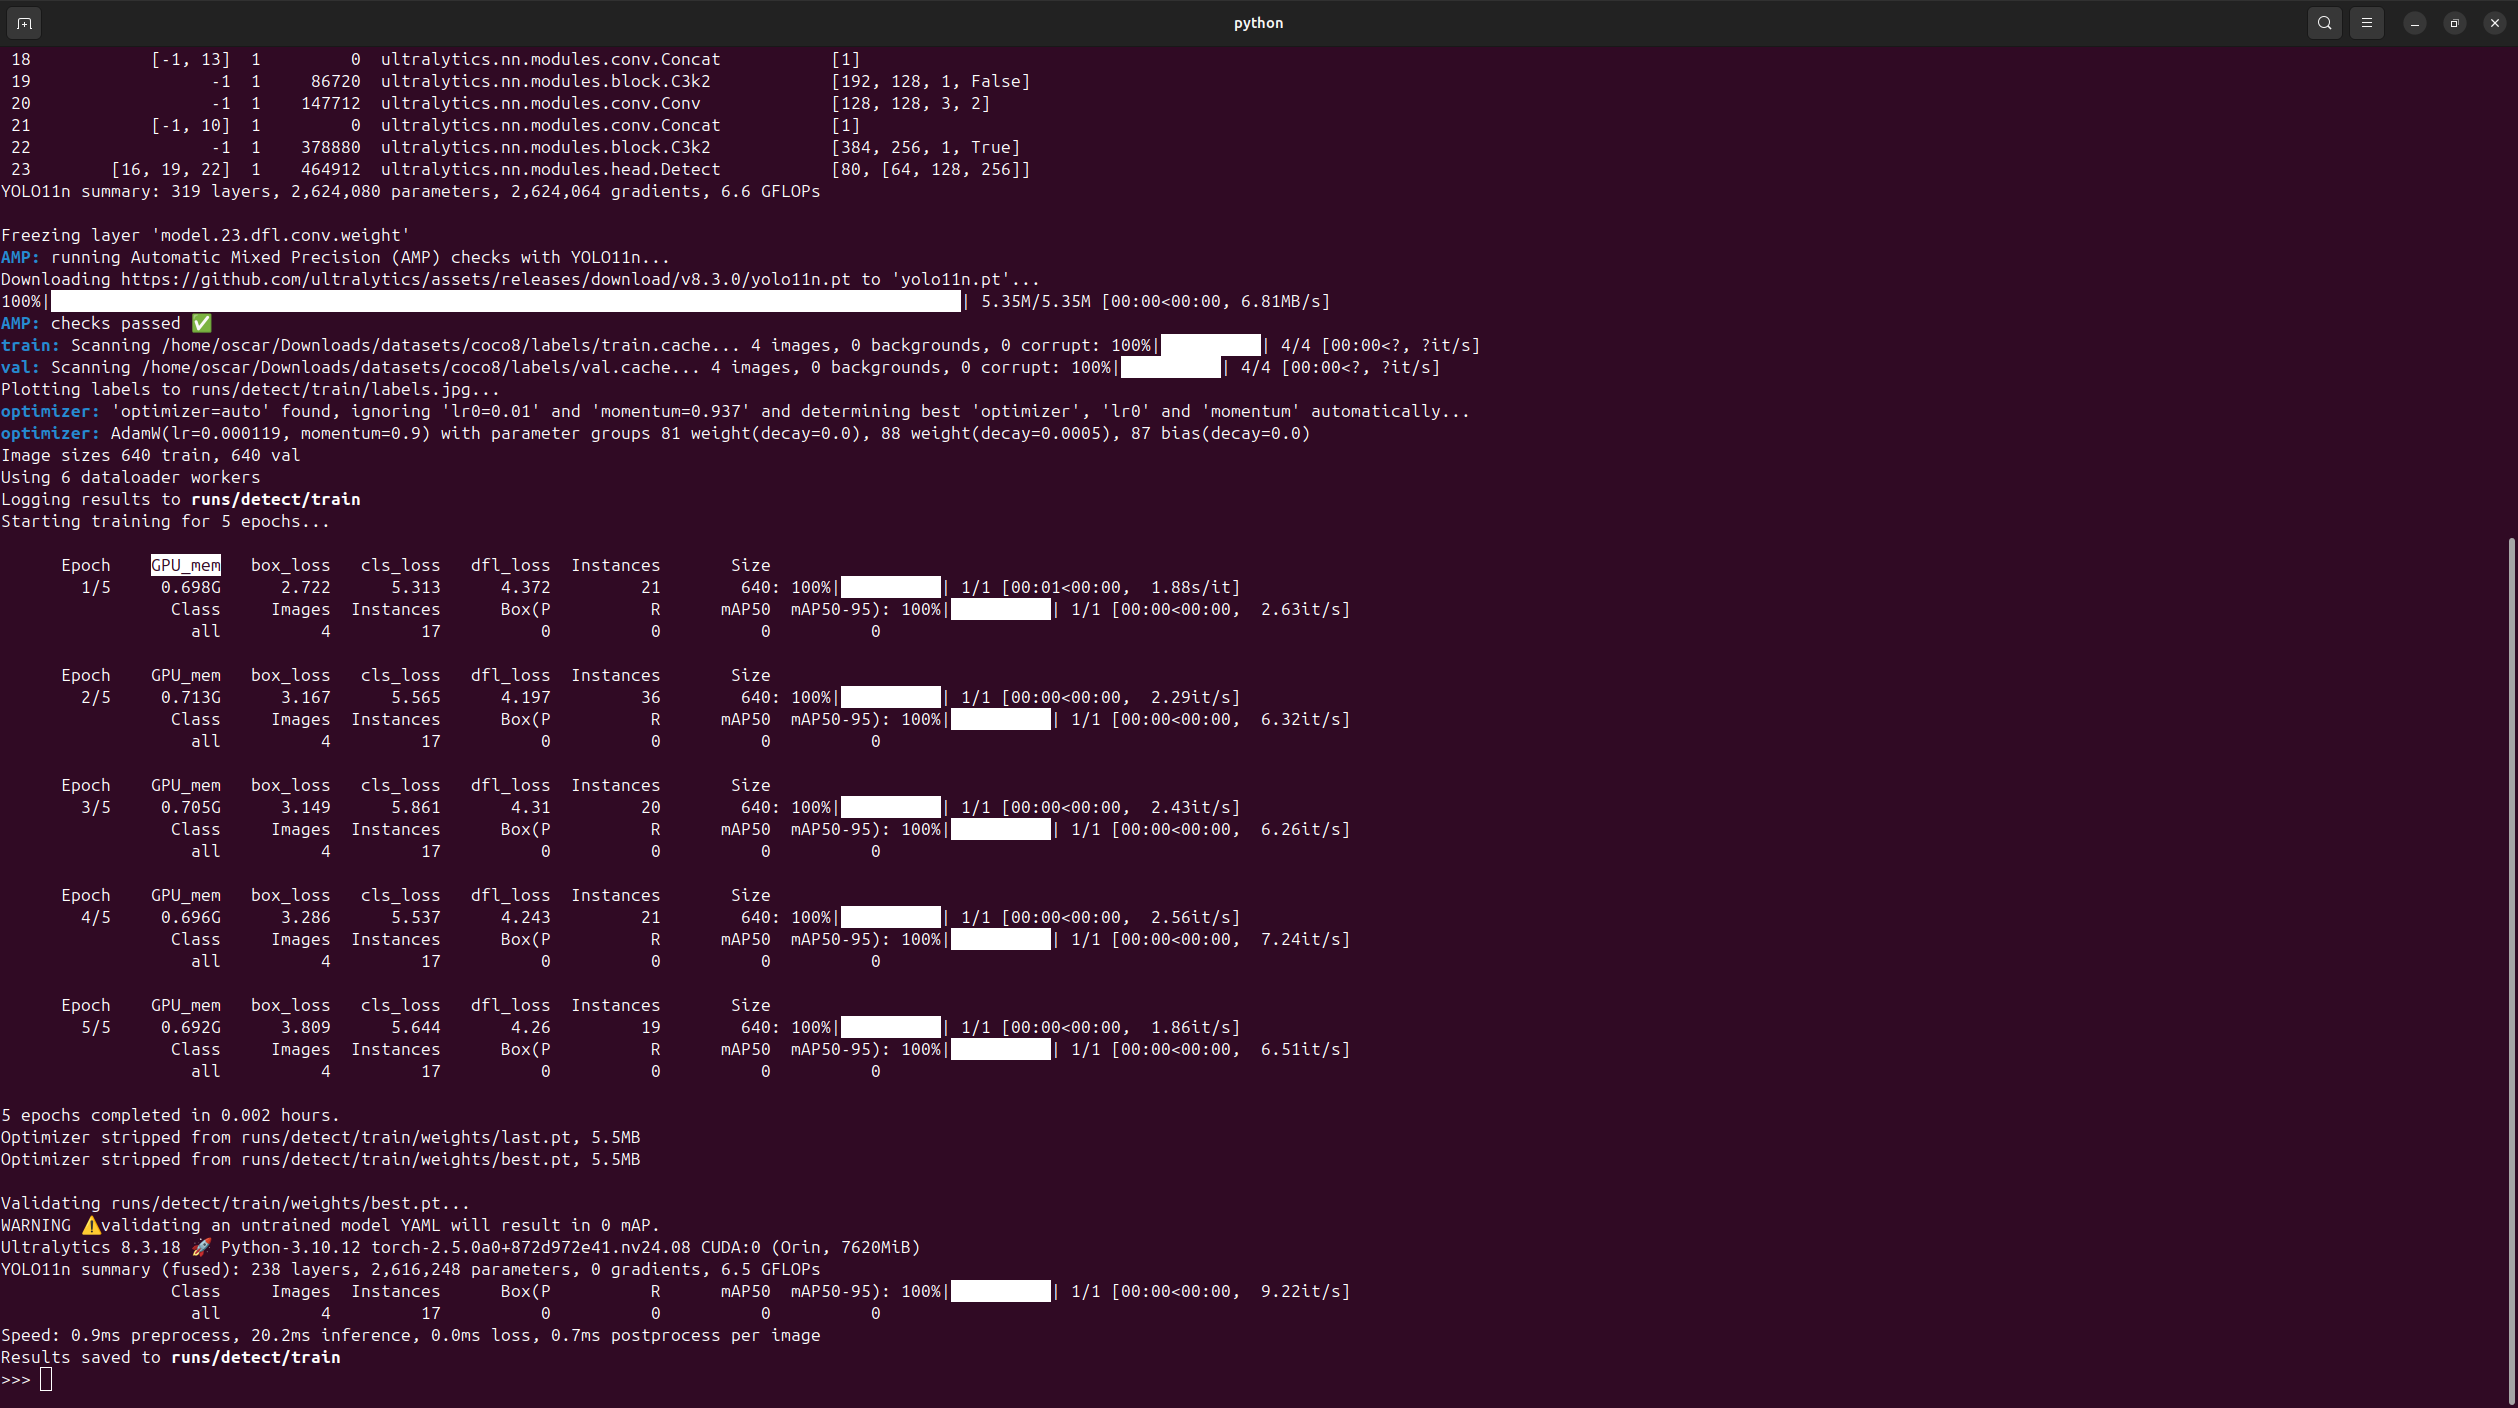 python
18 [-1, 13] 1 0 ultralytics.nn.modules.conv.Concat [1]
19 -1 1 86720 ultralytics.nn.modules.block.C3k2 [192, 128, 1, False]
20 -1 1 147712 ultralytics.nn.modules.conv.Conv [128, 128, 3, 2]
21 [-1, 10] 1 0 ultralytics.nn.modules.conv.Concat [1]
22 -1 1 378880 ultralytics.nn.modules.block.C3k2 [384, 256, 1, True]
23 [16, 19, 22] 1 464912 ultralytics.nn.modules.head.Detect [80, [64, 128, 256]]
YOLO11n summary: 319 layers, 2,624,080 parameters, 2,624,064 gradients, 6.6 GFLOPs
Freezing layer 'model.23.dfl.conv.weight'
AMP: running Automatic Mixed Precision (AMP) checks with YOLO11n...
Downloading https://github.com/ultralytics/assets/releases/download/v8.3.0/yolo11n.pt to 'yolo11n.pt'...
100%| | 5.35M/5.35M [00:00<00:00, 6.81MB/s]
AMP: checks passed ✅
train: Scanning /home/oscar/Downloads/datasets/coco8/labels/train.cache... 4 images, 0 backgrounds, 0 corrupt: 100%| | 4/4 [00:00<?, ?it/s]
val: Scanning /home/oscar/Downloads/datasets/coco8/labels/val.cache... 4 images, 0 backgrounds, 0 corrupt: 100%| | 4/4 [00:00<?, ?it/s]
Plotting labels to runs/detect/train/labels.jpg...
optimizer: 'optimizer=auto' found, ignoring 'lr0=0.01' and 'momentum=0.937' and determining best 'optimizer', 'lr0' and 'momentum' automatically...
optimizer: AdamW(lr=0.000119, momentum=0.9) with parameter groups 81 weight(decay=0.0), 88 weight(decay=0.0005), 87 bias(decay=0.0)
Image sizes 640 train, 640 val
Using 6 dataloader workers
Logging results to runs/detect/train
Starting training for 5 epochs...
Epoch GPU_mem box_loss cls_loss dfl_loss Instances Size
1/5 0.698G 2.722 5.313 4.372 21 640: 100%| | 1/1 [00:01<00:00, 1.88s/it]
Class Images Instances Box(P R mAP50 mAP50-95): 100%| | 1/1 [00:00<00:00, 2.63it/s]
all 4 17 0 0 0 0
Epoch GPU_mem box_loss cls_loss dfl_loss Instances Size
2/5 0.713G 3.167 5.565 4.197 36 640: 100%| | 1/1 [00:00<00:00, 2.29it/s]
Class Images Instances Box(P R mAP50 mAP50-95): 100%| | 1/1 [00:00<00:00, 6.32it/s]
all 4 17 0 0 0 0
Epoch GPU_mem box_loss cls_loss dfl_loss Instances Size
3/5 0.705G 3.149 5.861 4.31 20 640: 100%| | 1/1 [00:00<00:00, 2.43it/s]
Class Images Instances Box(P R mAP50 mAP50-95): 100%| | 1/1 [00:00<00:00, 6.26it/s]
all 4 17 0 0 0 0
Epoch GPU_mem box_loss cls_loss dfl_loss Instances Size
4/5 0.696G 3.286 5.537 4.243 21 640: 100%| | 1/1 [00:00<00:00, 2.56it/s]
Class Images Instances Box(P R mAP50 mAP50-95): 100%| | 1/1 [00:00<00:00, 7.24it/s]
all 4 17 0 0 0 0
Epoch GPU_mem box_loss cls_loss dfl_loss Instances Size
5/5 0.692G 3.809 5.644 4.26 19 640: 100%| | 1/1 [00:00<00:00, 1.86it/s]
Class Images Instances Box(P R mAP50 mAP50-95): 100%| | 1/1 [00:00<00:00, 6.51it/s]
all 4 17 0 0 0 0
5 epochs completed in 0.002 hours.
Optimizer stripped from runs/detect/train/weights/last.pt, 5.5MB
Optimizer stripped from runs/detect/train/weights/best.pt, 5.5MB
Validating runs/detect/train/weights/best.pt...
WARNING ⚠️validating an untrained model YAML will result in 0 mAP.
Ultralytics 8.3.18 🚀 Python-3.10.12 torch-2.5.0a0+872d972e41.nv24.08 CUDA:0 (Orin, 7620MiB)
YOLO11n summary (fused): 238 layers, 2,616,248 parameters, 0 gradients, 6.5 GFLOPs
Class Images Instances Box(P R mAP50 mAP50-95): 100%| | 1/1 [00:00<00:00, 9.22it/s]
all 4 17 0 0 0 0
Speed: 0.9ms preprocess, 20.2ms inference, 0.0ms loss, 0.7ms postprocess per image
Results saved to runs/detect/train
>>>